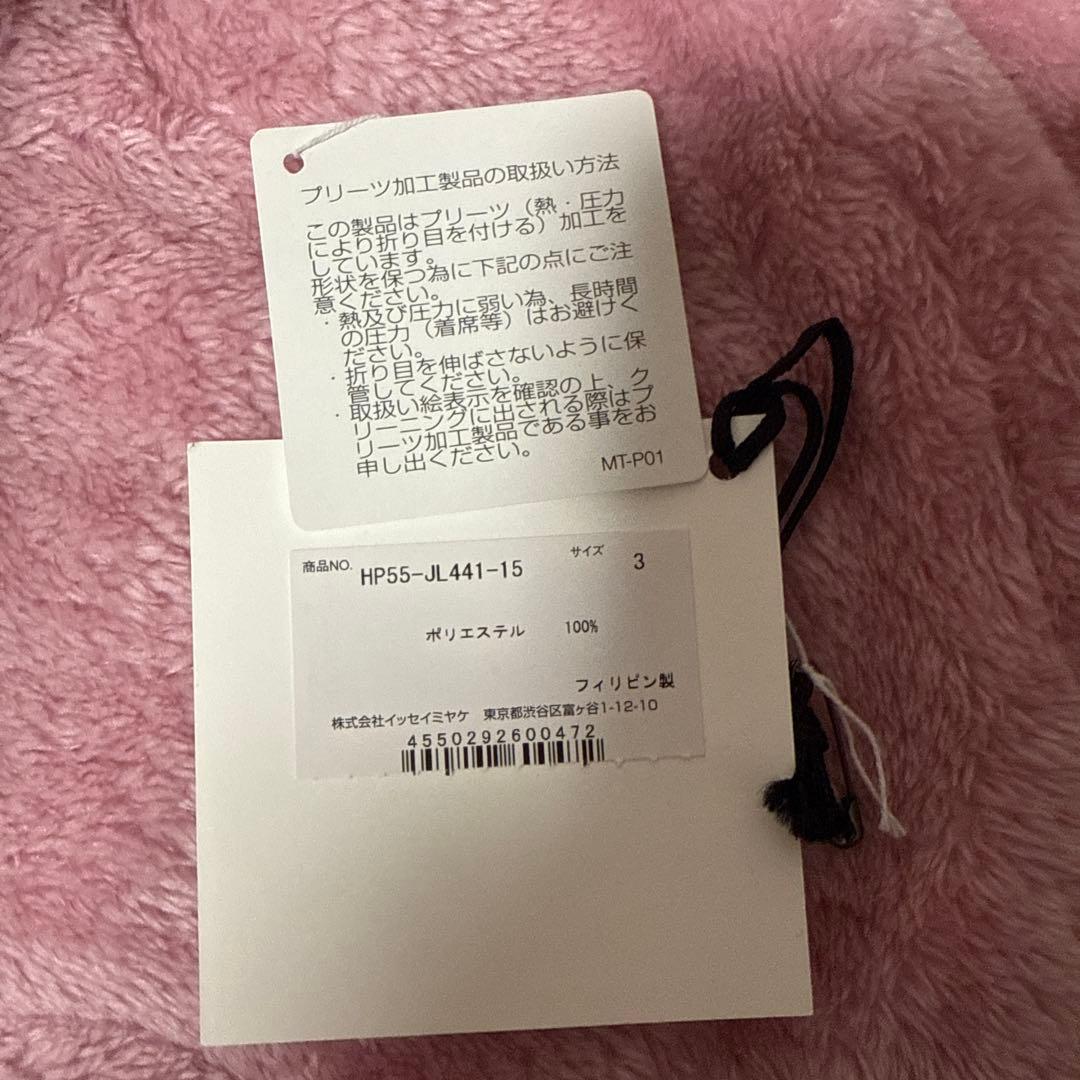 プリーツ加工製品の取扱い方法
この製品はプリーツ(熱・圧力
により折り目を付ける)加工を
しています。
形状を保つ為に下記の点にご注
意ください。
・熱及び圧力に弱い為、長時間
の圧力(着席等)はお避けく
ださい。
・折り目を伸ばさないように保
管してください。
・取扱い絵表示を確認の上、ク
リーニングに出される際はプ
リーツ加工製品である事をお
申し出ください。
MT-P01
商品NO. HP55-JL441-15 サイズ 3
ポリエステル 100%
フィリピン製
株式会社イッセイミヤケ 東京都渋谷区富ヶ谷1-12-10
4550292600472